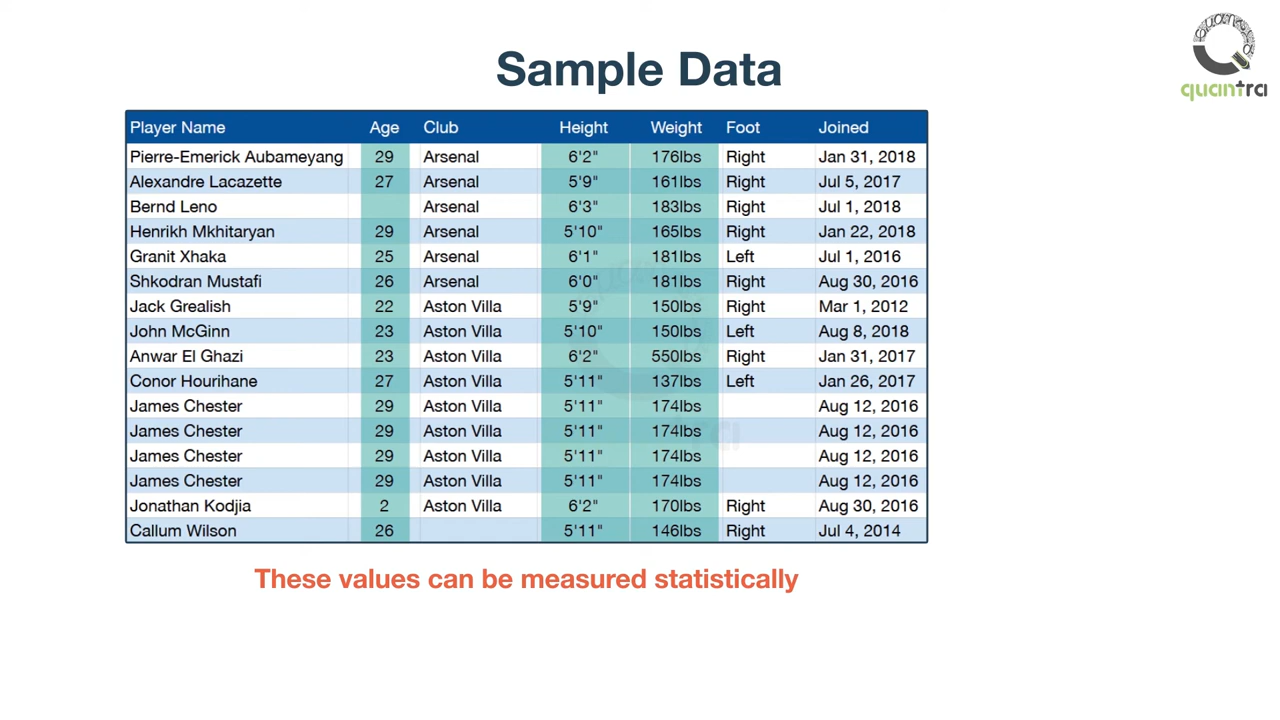 Sample Data
quantra
Player Name Age Club Height Weight Foot Joined
Pierre-Emerick Aubameyang 29 Arsenal 6'2" 176lbs Right Jan 31, 2018
Alexandre Lacazette 27 Arsenal 5'9" 161lbs Right Jul 5, 2017
Bernd Leno Arsenal 6'3" 183lbs Right Jul 1, 2018
Henrikh Mkhitaryan 29 Arsenal 5'10" 165lbs Right Jan 22, 2018
Granit Xhaka 25 Arsenal 6'1" 181lbs Left Jul 1, 2016
Shkodran Mustafi 26 Arsenal 6'0" 181lbs Right Aug 30, 2016
Jack Grealish 22 Aston Villa 5'9" 150lbs Right Mar 1, 2012
John McGinn 23 Aston Villa 5'10" 150lbs Left Aug 8, 2018
Anwar El Ghazi 23 Aston Villa 6'2" 550lbs Right Jan 31, 2017
Conor Hourihane 27 Aston Villa 5'11" 137lbs Left Jan 26, 2017
James Chester 29 Aston Villa 5'11" 174lbs Aug 12, 2016
James Chester 29 Aston Villa 5'11" 174lbs Aug 12, 2016
James Chester 29 Aston Villa 5'11" 174lbs Aug 12, 2016
James Chester 29 Aston Villa 5'11" 174lbs Aug 12, 2016
Jonathan Kodjia 2 Aston Villa 6'2" 170lbs Right Aug 30, 2016
Callum Wilson 26 5'11" 146lbs Right Jul 4, 2014
These values can be measured statistically